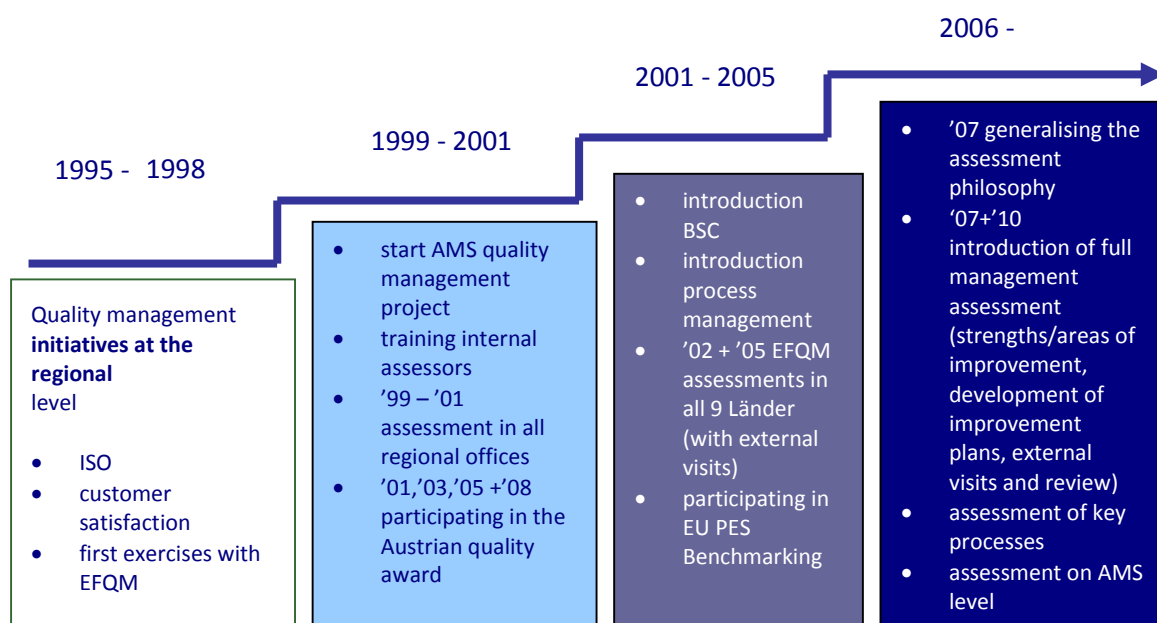 1995 - 1998
Quality management
initiatives at the
regional
level
• ISO
• customer
satisfaction
• first exercises with
EFQM
1999 - 2001
• start AMS quality
management
project
• training internal
assessors
• ’99 – ’01
assessment in all
regional offices
• ’01,’03,’05 +’08
participating in the
Austrian quality
award
2001 - 2005
• introduction
BSC
• introduction
process
management
• ’02 + ’05 EFQM
assessments in
all 9 Länder
(with external
visits)
• participating in
EU PES
Benchmarking
2006 -
• ’07 generalising the
assessment
philosophy
• ‘07+’10
introduction of full
management
assessment
(strengths/areas of
improvement,
development of
improvement
plans, external
visits and review)
• assessment of key
processes
• assessment on AMS
level